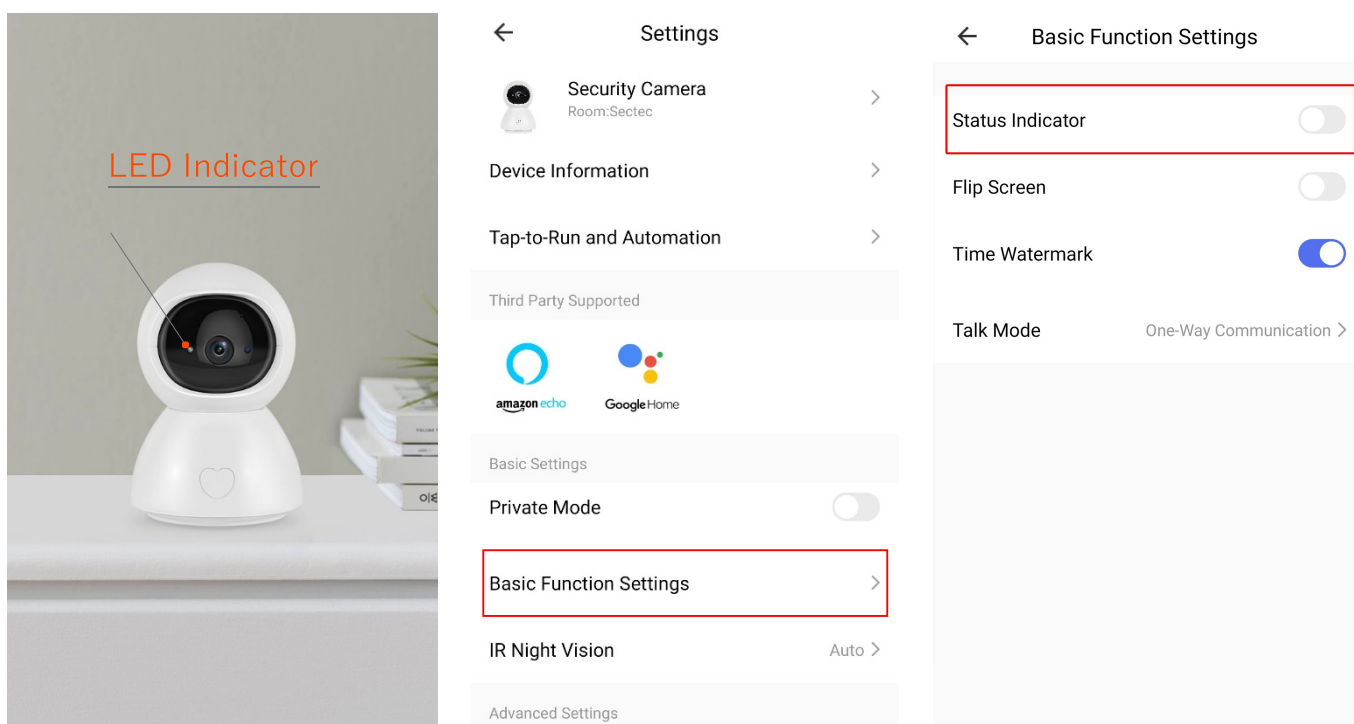 LED Indicator
Settings
Security Camera
Room:Sectec
Device Information
Tap-to-Run and Automation
Third Party Supported
amazon echo
Google Home
Basic Settings
Private Mode
Basic Function Settings
IR Night Vision Auto
Advanced Settings
Basic Function Settings
Status Indicator
Flip Screen
Time Watermark
Talk Mode One-Way Communication